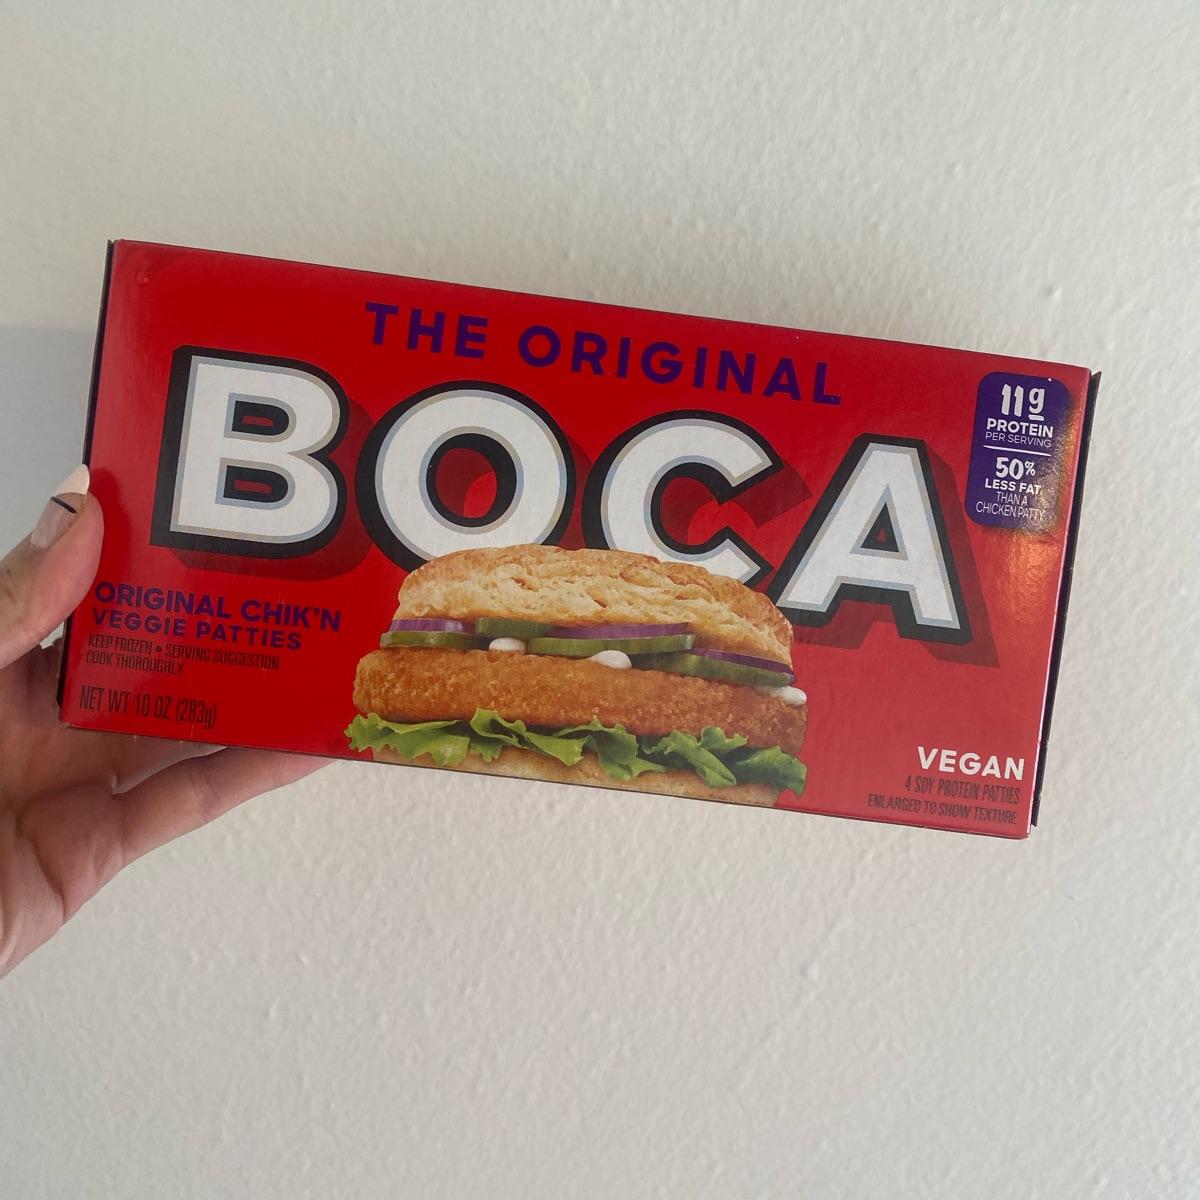 THE ORIGINAL
BOCA
11g
PROTEIN
PER SERVING
50%
LESS FAT
THAN A
CHICKEN PATTY
ORIGINAL CHIK'N
VEGGIE PATTIES
KEEP FROZEN • SERVING SUGGESTION
COOK THOROUGHLY
NET WT 10 OZ (283g)
VEGAN
4 SOY PROTEIN PATTIES
ENLARGED TO SHOW TEXTURE